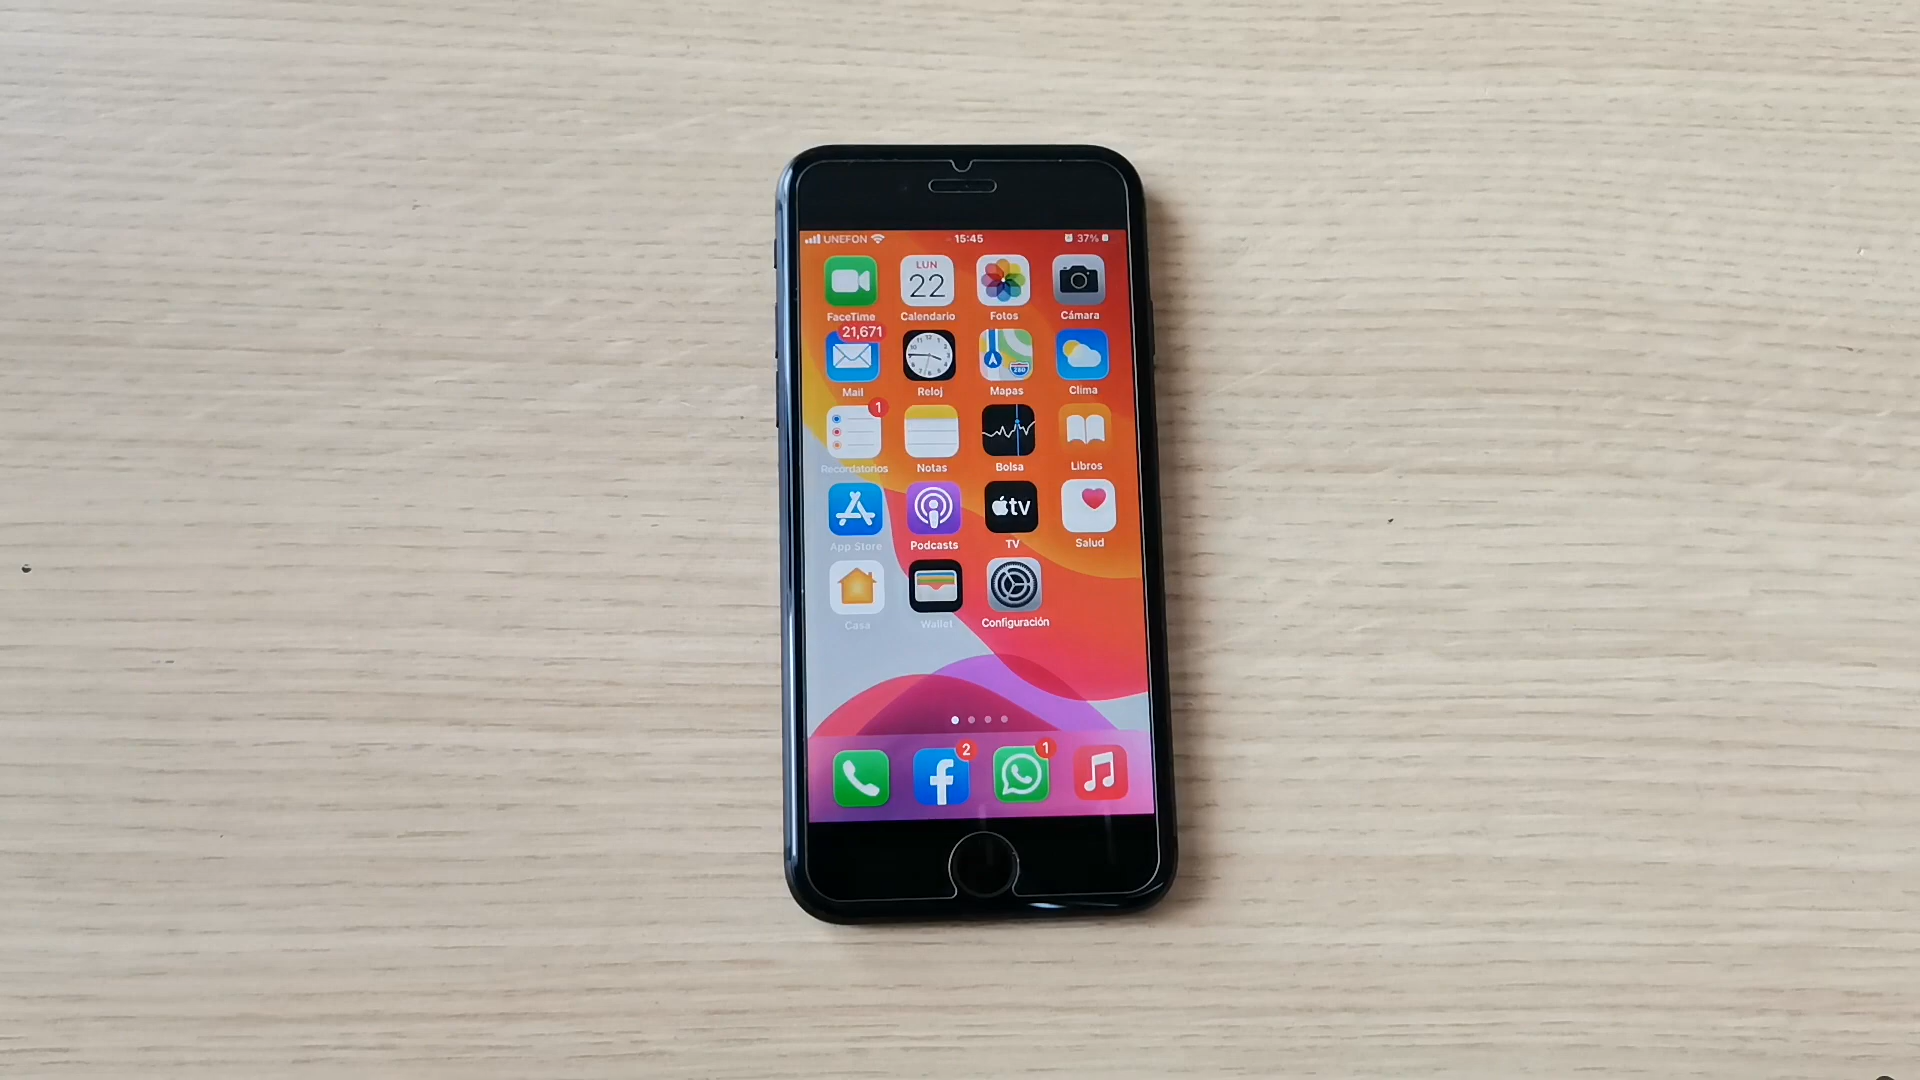 UNEFON 15:45 37%
LUN
22
FaceTime Calendario Fotos Cámara
21,671
280
Mail Reloj Mapas Clima
1
Recordatorios Notas Bolsa Libros
tv
App Store Podcasts TV Salud
Casa Wallet Configuración
2 1